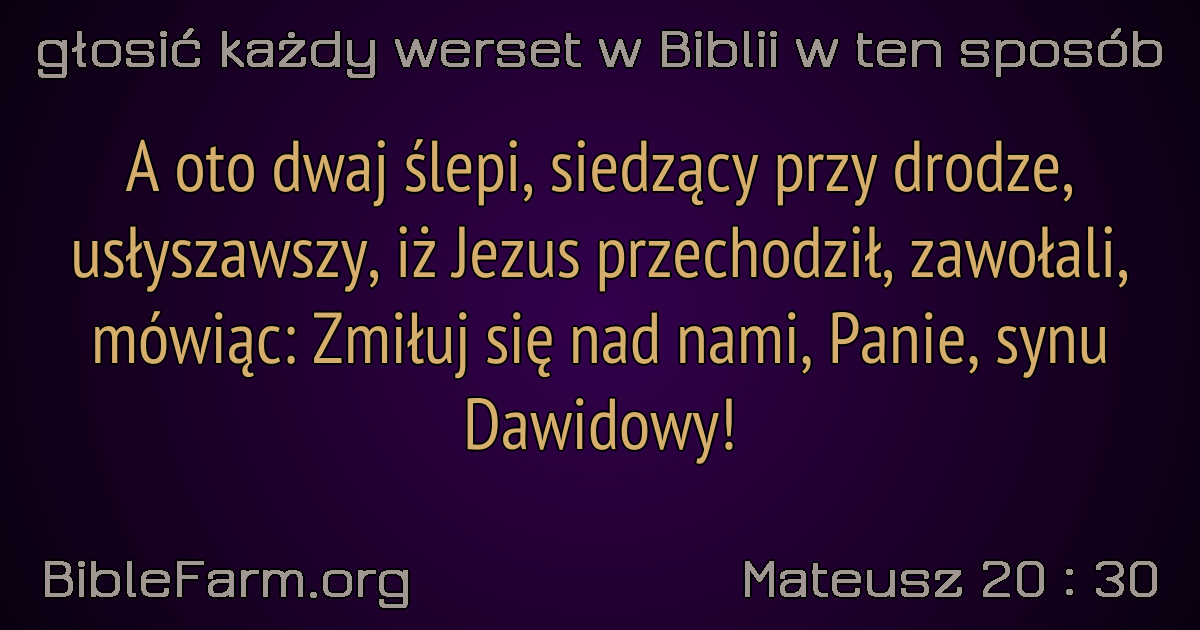 głosić każdy werset w Biblii w ten sposób
A oto dwaj ślepi, siedzący przy drodze,
usłyszawszy, iż Jezus przechodził, zawołali,
mówiąc: Zmiłuj się nad nami, Panie, synu
Dawidowy!
BibleFarm.org
Mateusz 20 : 30